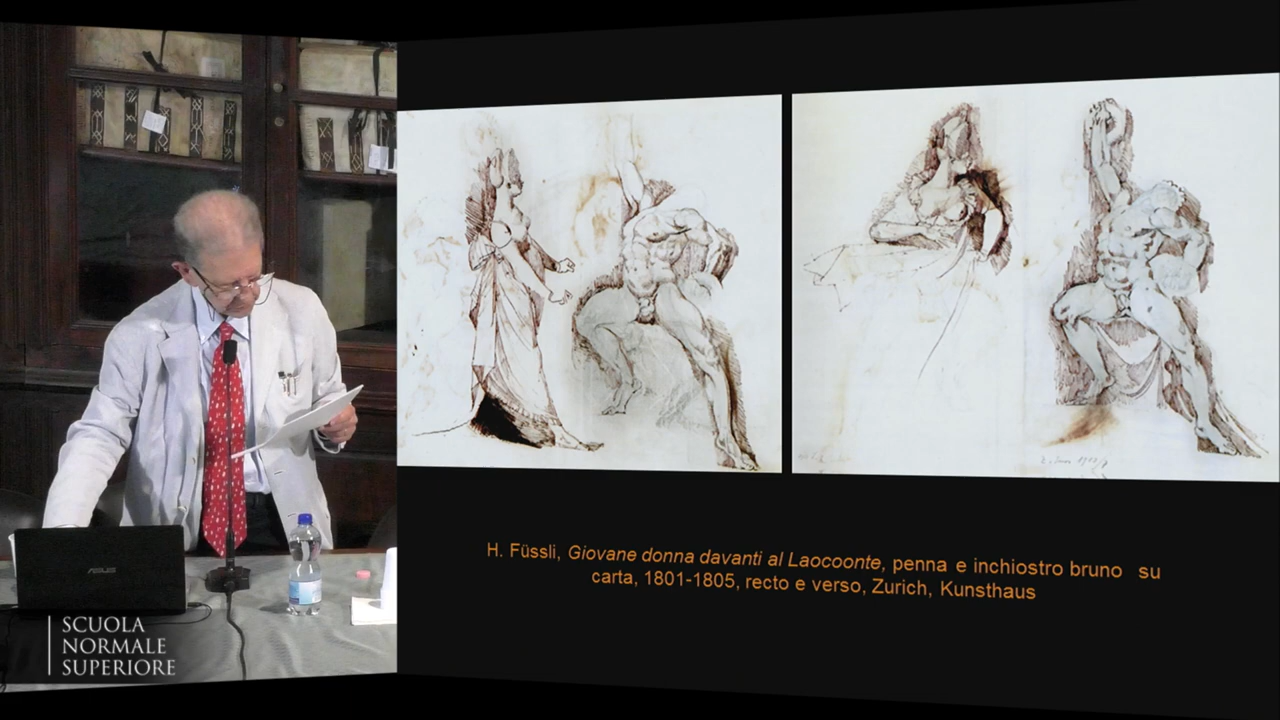 ASUS
SCUOLA
NORMALE
SUPERIORE
H. Füssli, Giovane donna davanti al Laocoonte, penna e inchiostro bruno su
carta, 1801-1805, recto e verso, Zurich, Kunsthaus